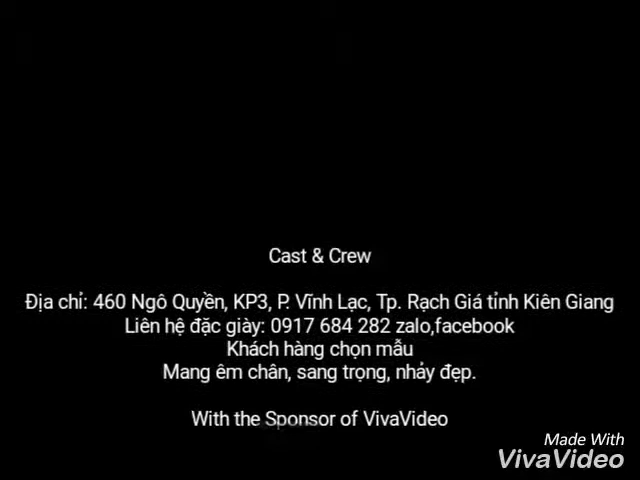 Cast & Crew
Địa chỉ: 460 Ngô Quyền, KP3, P. Vĩnh Lạc, Tp. Rạch Giá tỉnh Kiên Giang
Liên hệ đặc giày: 0917 684 282 zalo,facebook
Khách hàng chọn mẫu
Mang êm chân, sang trọng, nhảy đẹp.
With the Sponsor of VivaVideo
Made With
VivaVideo